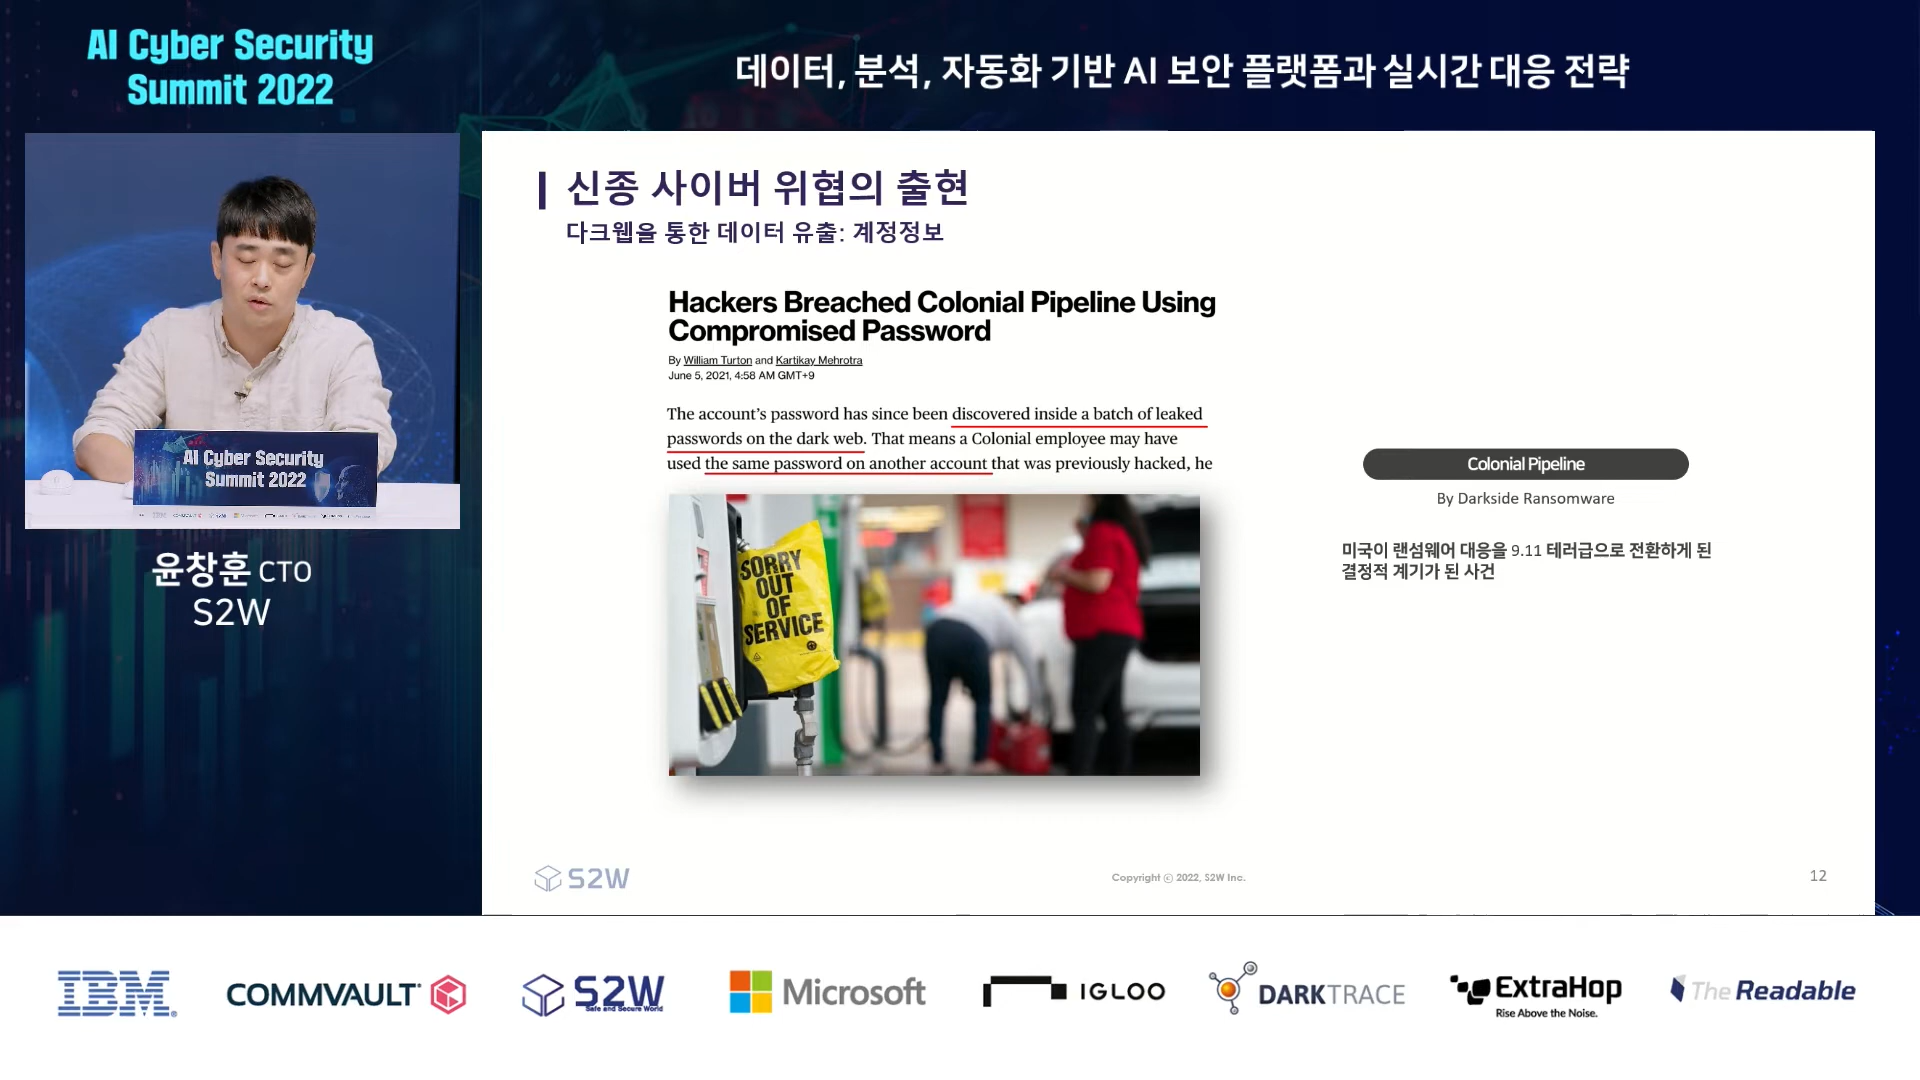 AI Cyber Security
Summit 2022
데이터, 분석, 자동화 기반 AI 보안 플랫폼과 실시간 대응 전략
AI Cyber Security
Summit 2022
윤창훈 CTO
S2W
신종 사이버 위협의 출현
다크웹을 통한 데이터 유출: 계정정보
Hackers Breached Colonial Pipeline Using
Compromised Password
By William Turton and Kartikay Mehrotra
June 5, 2021, 4:58 AM GMT+9
The account's password has since been discovered inside a batch of leaked
passwords on the dark web. That means a Colonial employee may have
used the same password on another account that was previously hacked, he
SORRY
OUT
OF
SERVICE
Colonial Pipeline
By Darkside Ransomware
미국이 랜섬웨어 대응을 9.11 테러급으로 전환하게 된
결정적 계기가 된 사건
S2W
Copyright ⓒ 2022, S2W Inc.
12
IBM
COMMVAULT
S2W
Safe and Secure World
Microsoft
IGLOO
DARKTRACE
ExtraHop
Rise Above the Noise.
The Readable